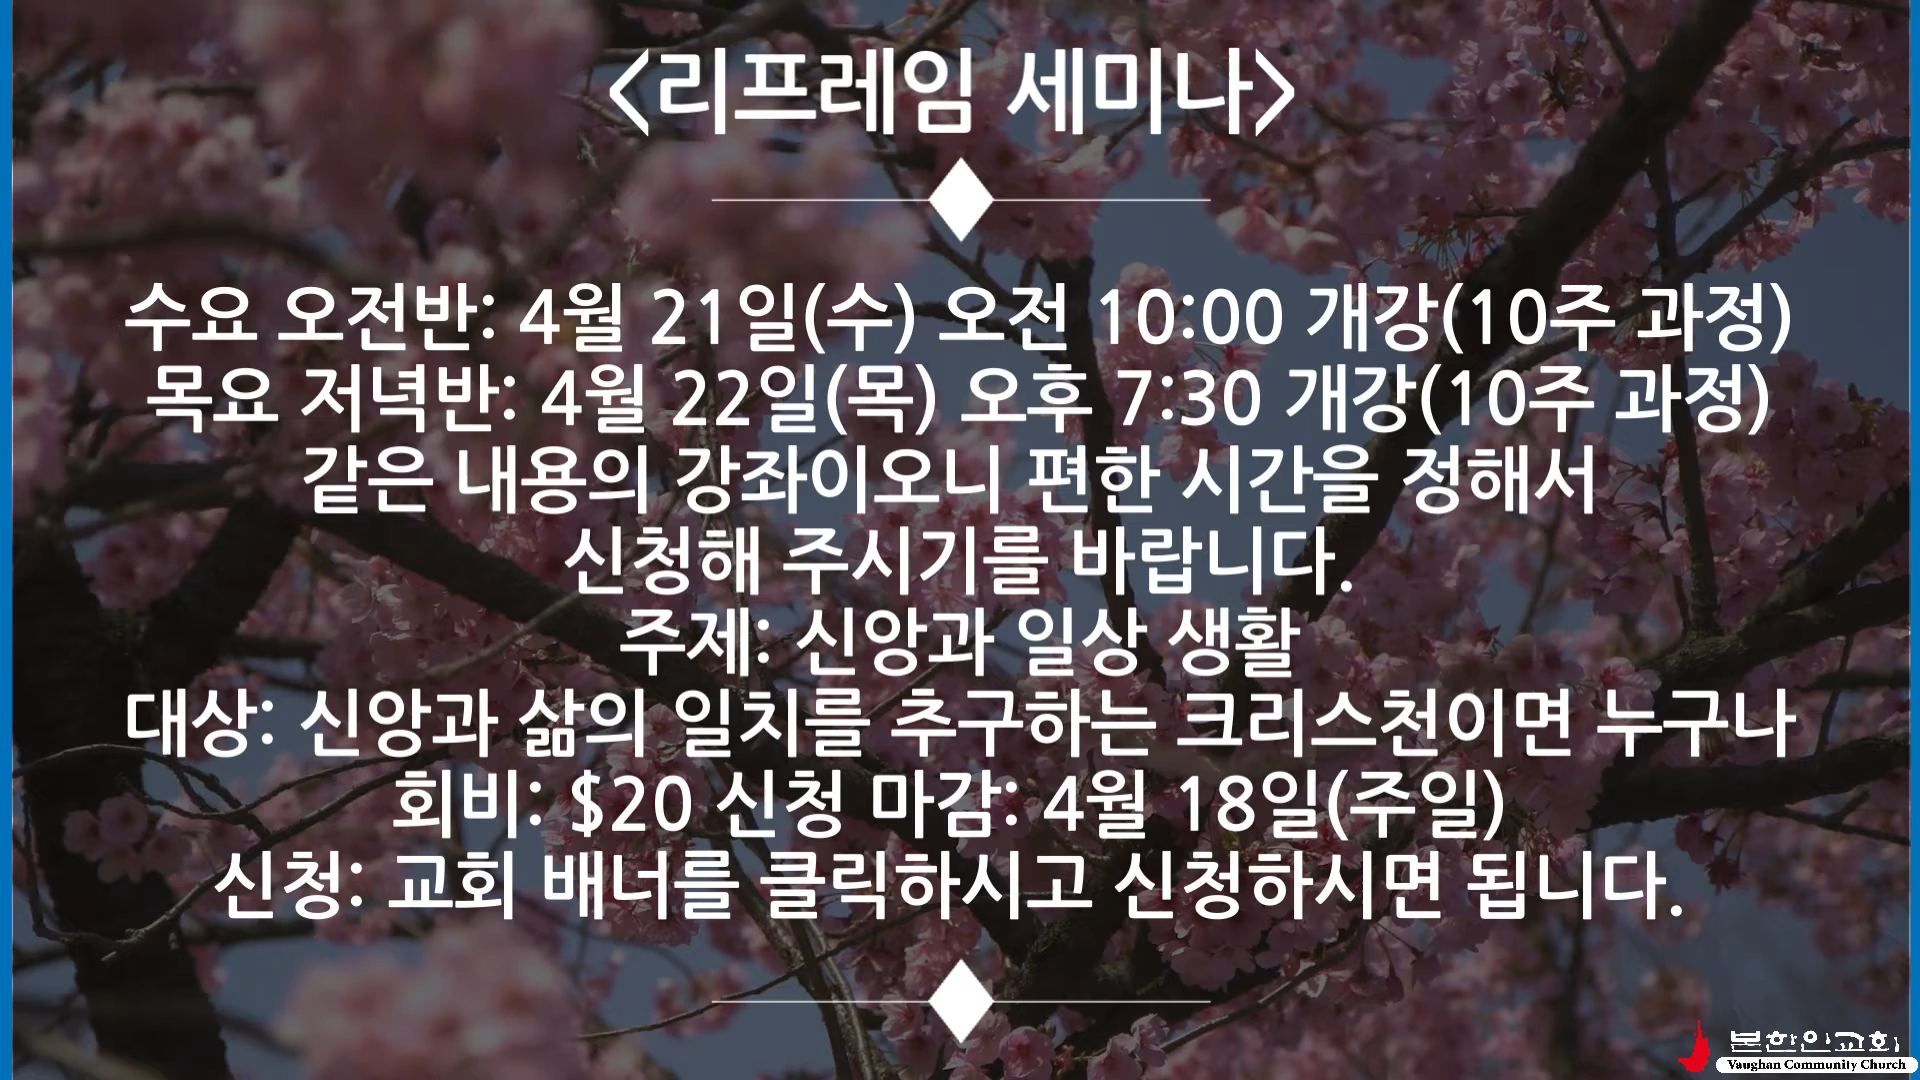 <리프레임 세미나>
수요 오전반: 4월 21일(수) 오전 10:00 개강(10주 과정)
목요 저녁반: 4월 22일(목) 오후 7:30 개강(10주 과정)
같은 내용의 강좌이오니 편한 시간을 정해서
신청해 주시기를 바랍니다.
주제: 신앙과 일상 생활
대상: 신앙과 삶의 일치를 추구하는 크리스천이면 누구나
회비: $20 신청 마감: 4월 18일(주일)
신청: 교회 배너를 클릭하시고 신청하시면 됩니다.
본한인교회
Vaughan Community Church